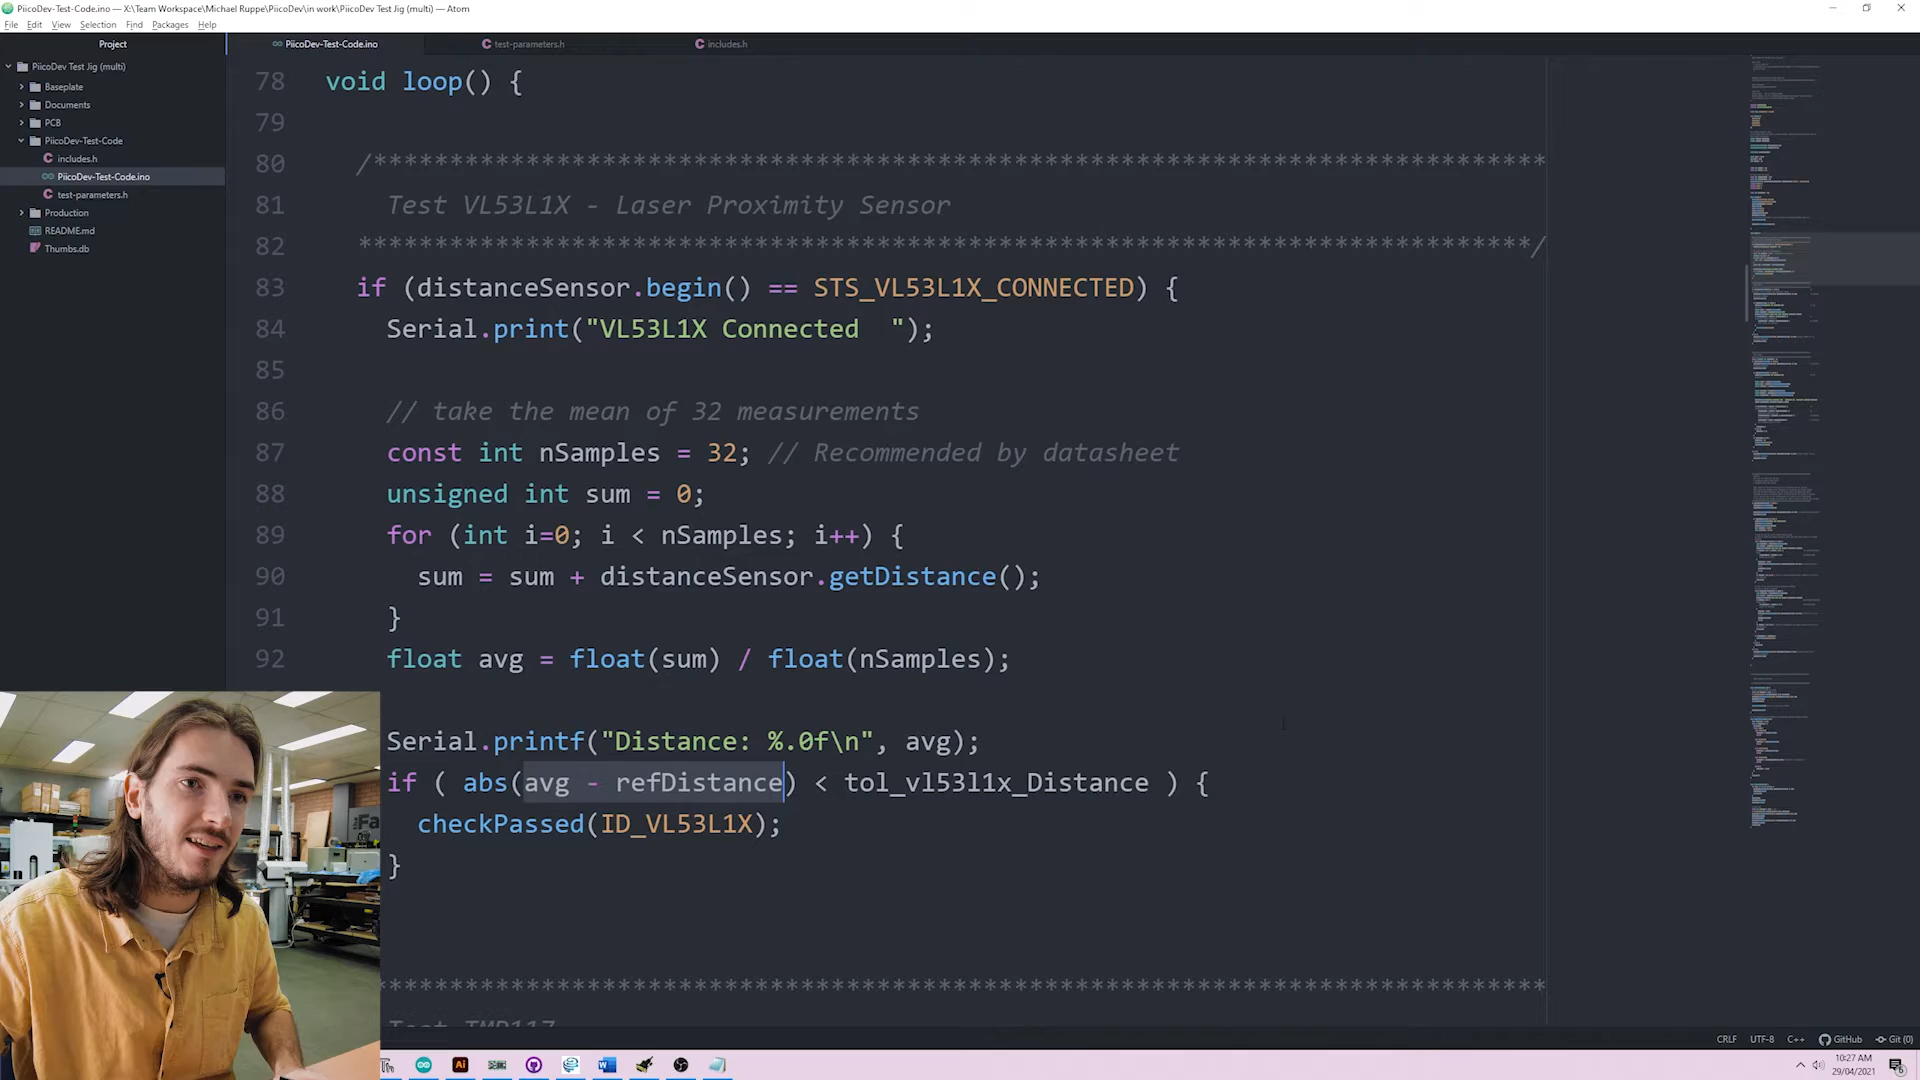 PiicoDev-Test-Code.ino — X:\Team Workspace\Michael Ruppe\PiicoDev\in work\PiicoDev Test Jig (multi) — Atom
File Edit View Selection Find Packages Help
Project
PiicoDev-Test-Code.ino
test-parameters.h
includes.h
PiicoDev Test Jig (multi)
Baseplate
Documents
PCB
PiicoDev-Test-Code
includes.h
PiicoDev-Test-Code.ino
test-parameters.h
Production
README.md
Thumbs.db
78 void loop() {
79
80 /*****************************************************************************
81 Test VL53L1X - Laser Proximity Sensor
82 *****************************************************************************/
83 if (distanceSensor.begin() == STS_VL53L1X_CONNECTED) {
84 Serial.print("VL53L1X Connected  ");
85
86 // take the mean of 32 measurements
87 const int nSamples = 32; // Recommended by datasheet
88 unsigned int sum = 0;
89 for (int i=0; i < nSamples; i++) {
90 sum = sum + distanceSensor.getDistance();
91 }
92 float avg = float(sum) / float(nSamples);
Serial.printf("Distance: %.0f\n", avg);
if ( abs(avg - refDistance) < tol_vl53l1x_Distance ) {
checkPassed(ID_VL53L1X);
}
****************************************************************************
Test TMP117
CRLF UTF-8 C++ GitHub Git (0)
Ai
10:27 AM
29/04/2021